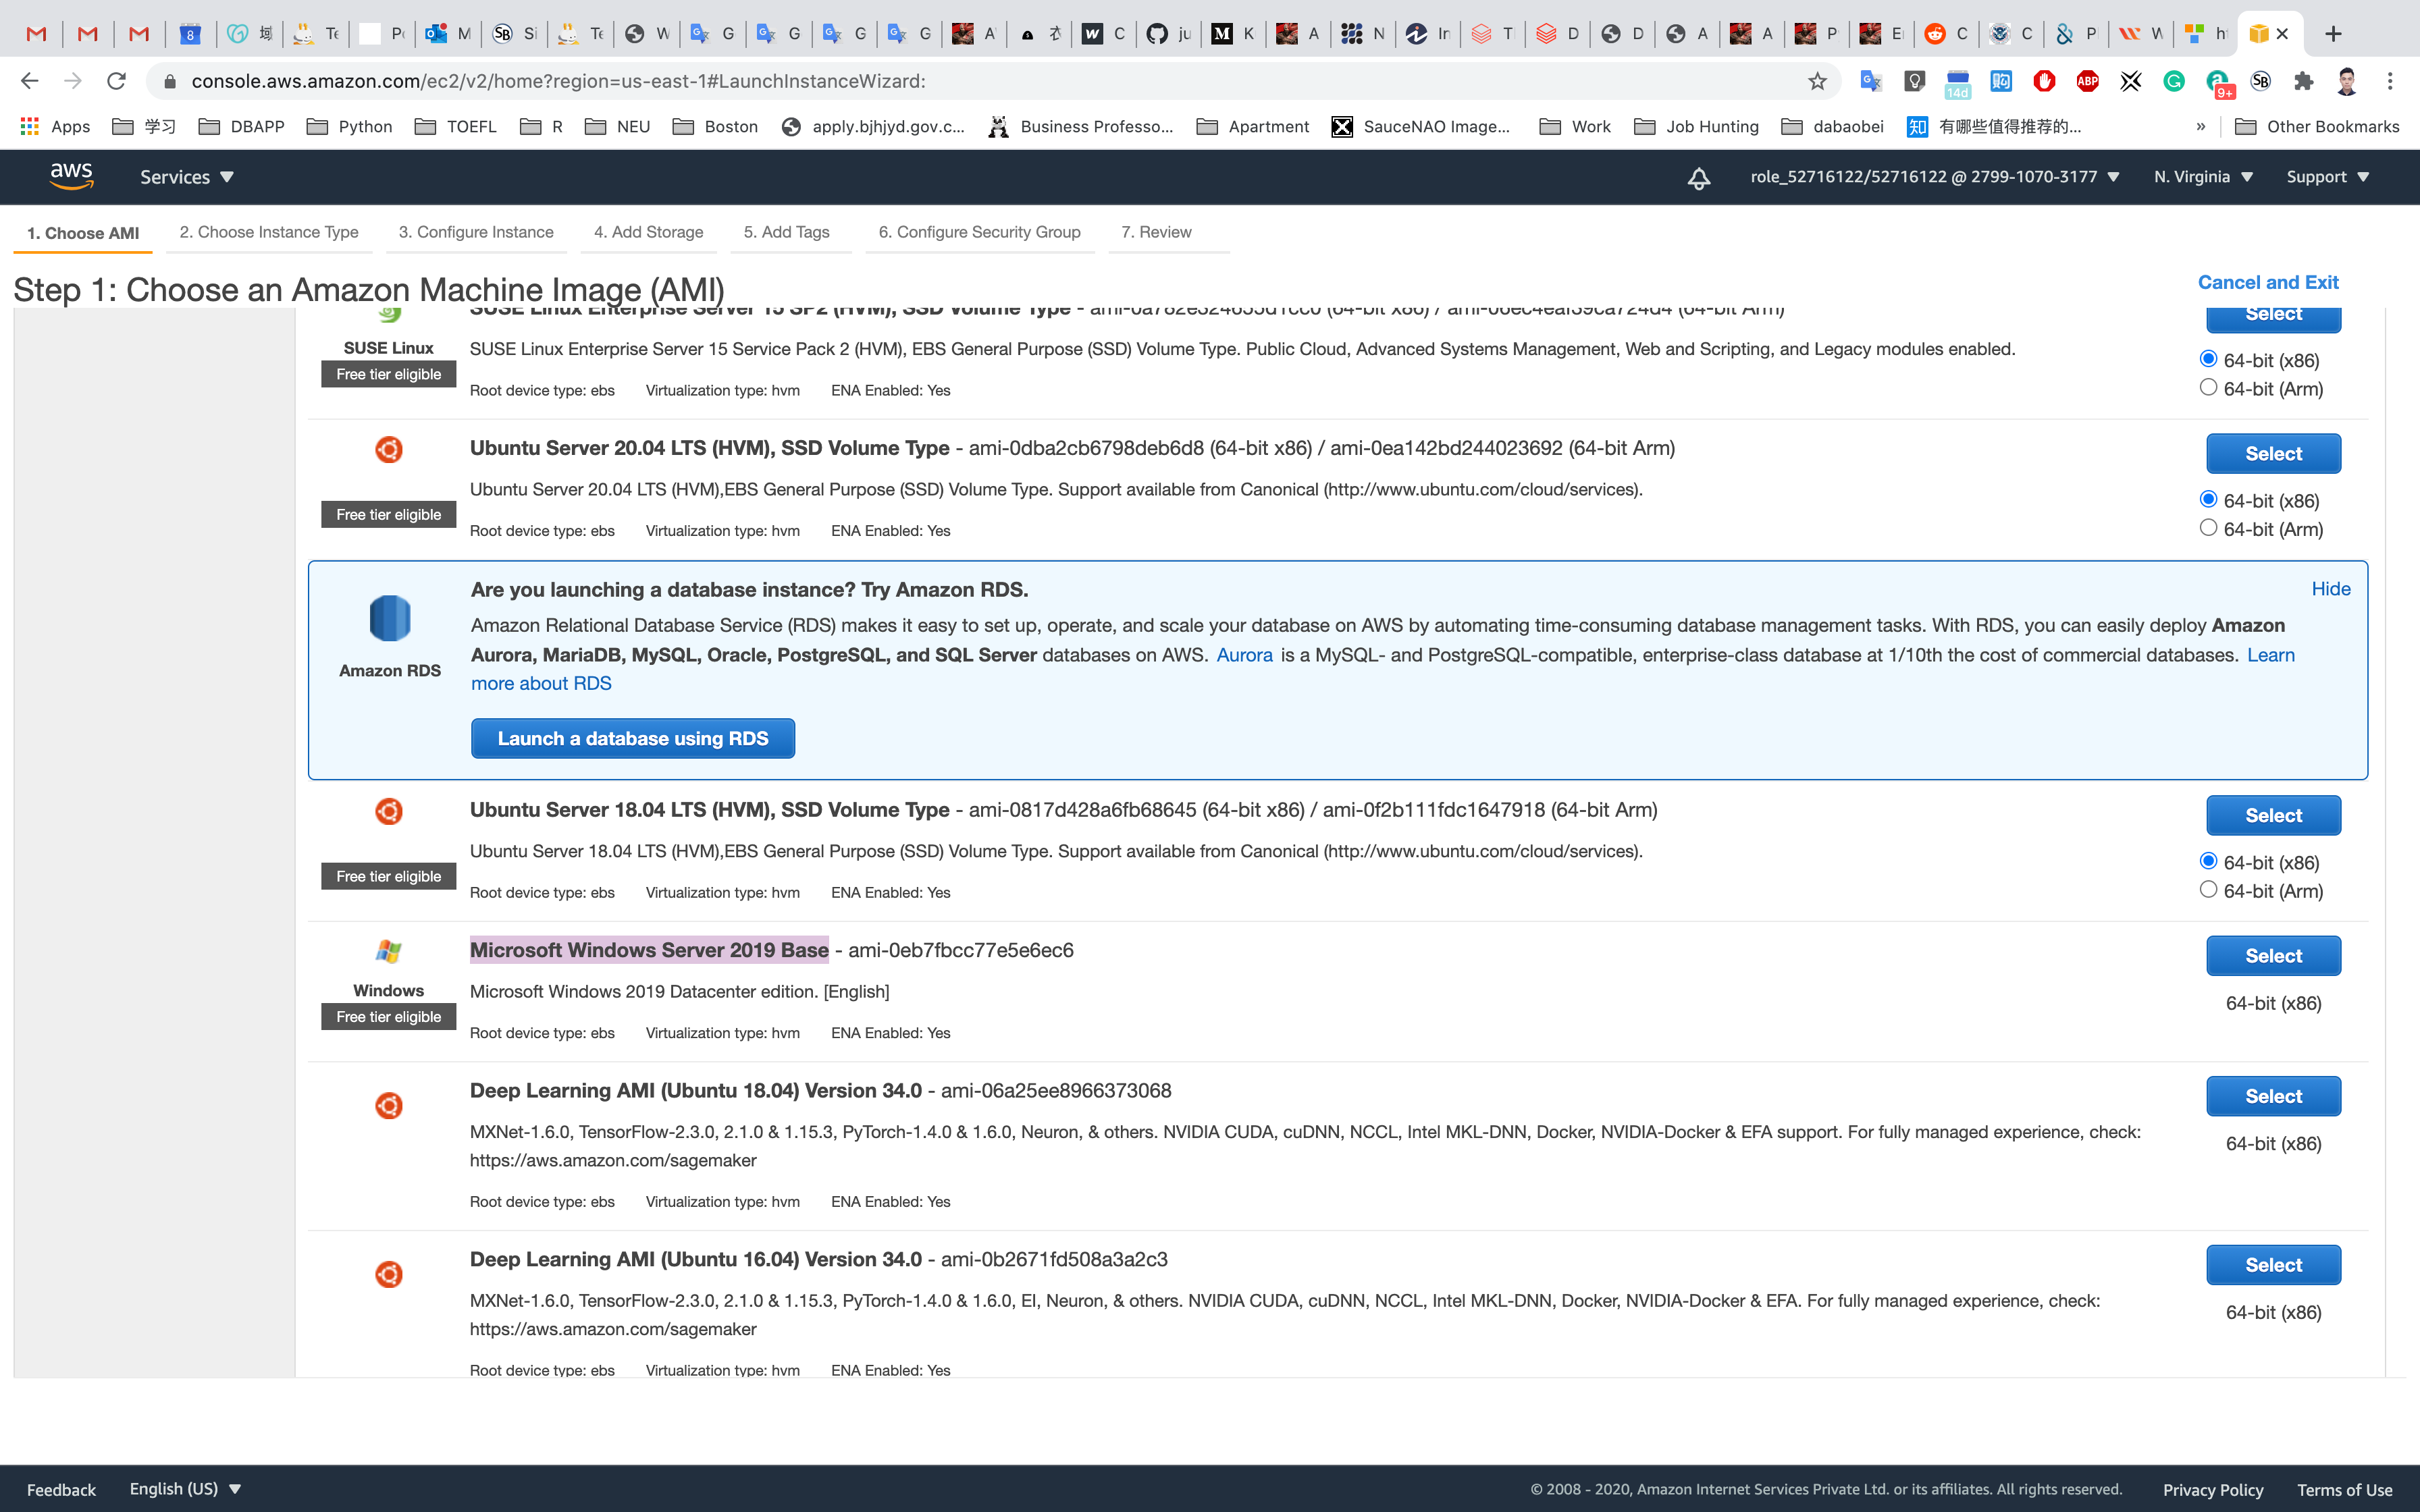 8
域
Te
P
M
SB
Si
Te
W
G
G
G
G
A
衣
W
C
ju
M
K
A
N
In
T
D
D
A
A
P
E
C
C
P
W
h
console.aws.amazon.com/ec2/v2/home?region=us-east-1#LaunchInstanceWizard:
14d
ABP
9+
SB
Apps
学习
DBAPP
Python
TOEFL
R
NEU
Boston
apply.bjhjyd.gov.c...
Business Professo...
Apartment
SauceNAO Image...
Work
Job Hunting
dabaobei
知
有哪些值得推荐的...
»
Other Bookmarks
aws
Services
role_52716122/52716122 @ 2799-1070-3177
N. Virginia
Support
1. Choose AMI
2. Choose Instance Type
3. Configure Instance
4. Add Storage
5. Add Tags
6. Configure Security Group
7. Review
Step 1: Choose an Amazon Machine Image (AMI)
Cancel and Exit
SUSE Linux Enterprise Server 15 SP2 (HVM), SSD Volume Type - (64-bit x86) / (64-bit Arm)
Select
SUSE Linux
Free tier eligible
SUSE Linux Enterprise Server 15 Service Pack 2 (HVM), EBS General Purpose (SSD) Volume Type. Public Cloud, Advanced Systems Management, Web and Scripting, and Legacy modules enabled.
Root device type: ebs Virtualization type: hvm ENA Enabled: Yes
64-bit (x86)
64-bit (Arm)
Ubuntu Server 20.04 LTS (HVM), SSD Volume Type - ami-0dba2cb6798deb6d8 (64-bit x86) / ami-0ea142bd244023692 (64-bit Arm)
Select
Ubuntu Server 20.04 LTS (HVM),EBS General Purpose (SSD) Volume Type. Support available from Canonical (http://www.ubuntu.com/cloud/services).
Free tier eligible
Root device type: ebs Virtualization type: hvm ENA Enabled: Yes
64-bit (x86)
64-bit (Arm)
Are you launching a database instance? Try Amazon RDS.
Hide
Amazon RDS
Amazon Relational Database Service (RDS) makes it easy to set up, operate, and scale your database on AWS by automating time-consuming database management tasks. With RDS, you can easily deploy Amazon
Aurora, MariaDB, MySQL, Oracle, PostgreSQL, and SQL Server databases on AWS. Aurora is a MySQL- and PostgreSQL-compatible, enterprise-class database at 1/10th the cost of commercial databases. Learn
more about RDS
Launch a database using RDS
Ubuntu Server 18.04 LTS (HVM), SSD Volume Type - ami-0817d428a6fb68645 (64-bit x86) / ami-0f2b111fdc1647918 (64-bit Arm)
Select
Ubuntu Server 18.04 LTS (HVM),EBS General Purpose (SSD) Volume Type. Support available from Canonical (http://www.ubuntu.com/cloud/services).
Free tier eligible
Root device type: ebs Virtualization type: hvm ENA Enabled: Yes
64-bit (x86)
64-bit (Arm)
Microsoft Windows Server 2019 Base - ami-0eb7fbcc77e5e6ec6
Select
Windows
Free tier eligible
Microsoft Windows 2019 Datacenter edition. [English]
Root device type: ebs Virtualization type: hvm ENA Enabled: Yes
64-bit (x86)
Deep Learning AMI (Ubuntu 18.04) Version 34.0 - ami-06a25ee8966373068
Select
MXNet-1.6.0, TensorFlow-2.3.0, 2.1.0 & 1.15.3, PyTorch-1.4.0 & 1.6.0, Neuron, & others. NVIDIA CUDA, cuDNN, NCCL, Intel MKL-DNN, Docker, NVIDIA-Docker & EFA support. For fully managed experience, check:
https://aws.amazon.com/sagemaker
Root device type: ebs Virtualization type: hvm ENA Enabled: Yes
64-bit (x86)
Deep Learning AMI (Ubuntu 16.04) Version 34.0 - ami-0b2671fd508a3a2c3
Select
MXNet-1.6.0, TensorFlow-2.3.0, 2.1.0 & 1.15.3, PyTorch-1.4.0 & 1.6.0, EI, Neuron, & others. NVIDIA CUDA, cuDNN, NCCL, Intel MKL-DNN, Docker, NVIDIA-Docker & EFA. For fully managed experience, check:
https://aws.amazon.com/sagemaker
Root device type: ebs Virtualization type: hvm ENA Enabled: Yes
64-bit (x86)
Feedback
English (US)
© 2008 - 2020, Amazon Internet Services Private Ltd. or its affiliates. All rights reserved.
Privacy Policy
Terms of Use